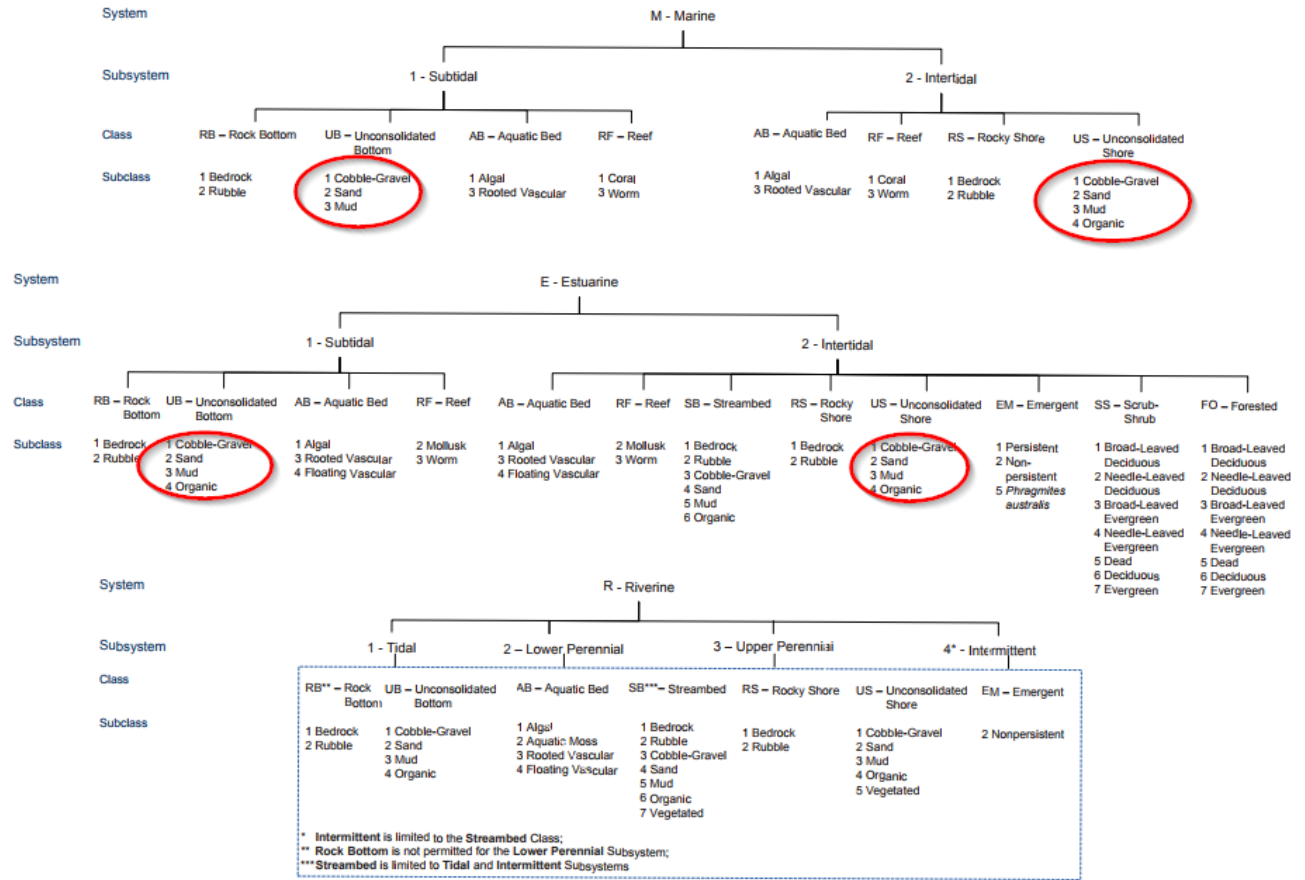 System
M - Marine
Subsystem
1 - Subtidal
2 - Intertidal
Class
RB – Rock Bottom
UB – Unconsolidated
Bottom
AB – Aquatic Bed
RF – Reef
AB – Aquatic Bed
RF – Reef
RS – Rocky Shore
US – Unconsolidated
Shore
Subclass
1 Bedrock
2 Rubble
1 Cobble-Gravel
2 Sand
3 Mud
1 Algal
3 Rooted Vascular
1 Coral
3 Worm
1 Algal
3 Rooted Vascular
1 Coral
3 Worm
1 Bedrock
2 Rubble
1 Cobble-Gravel
2 Sand
3 Mud
4 Organic
System
E - Estuarine
Subsystem
1 - Subtidal
2 - Intertidal
Class
RB – Rock
Bottom
UB – Unconsolidated
Bottom
AB – Aquatic Bed
RF – Reef
AB – Aquatic Bed
RF – Reef
SB – Streambed
RS – Rocky
Shore
US – Unconsolidated
Shore
EM – Emergent
SS – Scrub-
Shrub
FO – Forested
Subclass
1 Bedrock
2 Rubble
1 Cobble-Gravel
2 Sand
3 Mud
4 Organic
1 Algal
3 Rooted Vascular
4 Floating Vascular
2 Mollusk
3 Worm
1 Algal
3 Rooted Vascular
4 Floating Vascular
2 Mollusk
3 Worm
1 Bedrock
2 Rubble
3 Cobble-Gravel
4 Sand
5 Mud
6 Organic
1 Bedrock
2 Rubble
1 Cobble-Gravel
2 Sand
3 Mud
4 Organic
1 Persistent
2 Non-
persistent
5 Phragmites
australis
1 Broad-Leaved
Deciduous
2 Needle-Leaved
Deciduous
3 Broad-Leaved
Evergreen
4 Needle-Leaved
Evergreen
5 Dead
6 Deciduous
7 Evergreen
1 Broad-Leaved
Deciduous
2 Needle-Leaved
Deciduous
3 Broad-Leaved
Evergreen
4 Needle-Leaved
Evergreen
5 Dead
6 Deciduous
7 Evergreen
System
R - Riverine
Subsystem
1 - Tidal
2 – Lower Perennial
3 – Upper Perennial
4* - Intermittent
Class
RB** – Rock
Bottom
UB – Unconsolidated
Bottom
AB – Aquatic Bed
SB*** – Streambed
RS – Rocky Shore
US – Unconsolidated
Shore
EM – Emergent
Subclass
1 Bedrock
2 Rubble
1 Cobble-Gravel
2 Sand
3 Mud
4 Organic
1 Algal
2 Aquatic Moss
3 Rooted Vascular
4 Floating Vascular
1 Bedrock
2 Rubble
3 Cobble-Gravel
4 Sand
5 Mud
6 Organic
7 Vegetated
1 Bedrock
2 Rubble
1 Cobble-Gravel
2 Sand
3 Mud
4 Organic
5 Vegetated
2 Nonpersistent
* Intermittent is limited to the Streambed Class;
** Rock Bottom is not permitted for the Lower Perennial Subsystem;
*** Streambed is limited to Tidal and Intermittent Subsystems